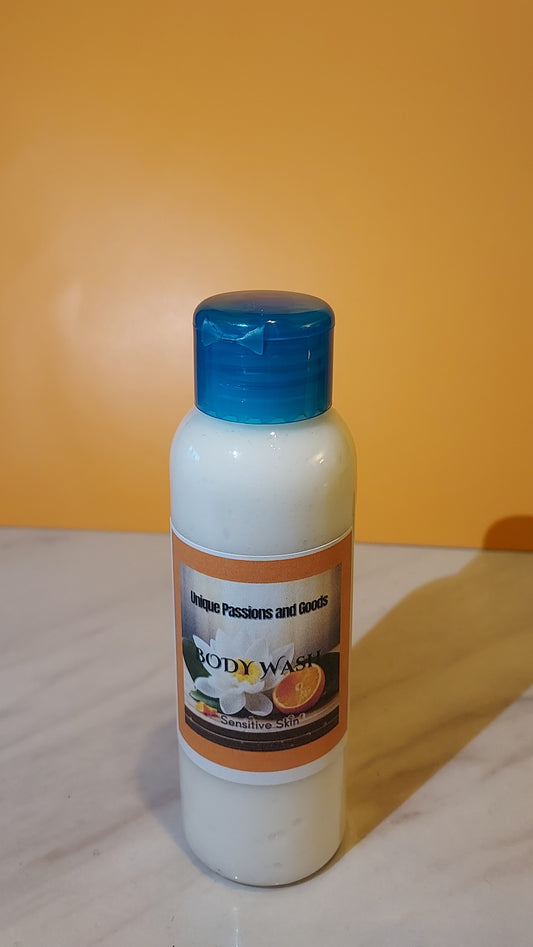 Unique Passions and Goods
BODY WASH
Sensitive Skin